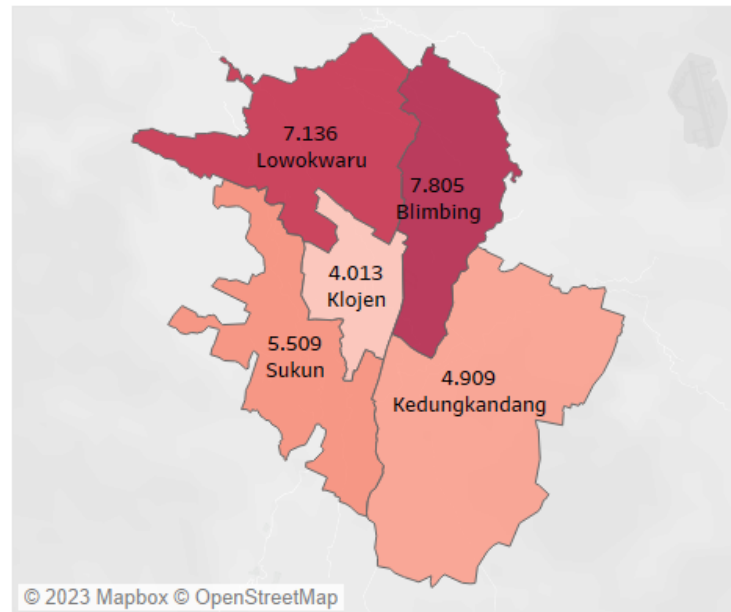 7.136
Lowokwaru
7.805
Blimbing
4.013
Klojen
5.509
Sukun
4.909
Kedungkandang
© 2023 Mapbox © OpenStreetMap